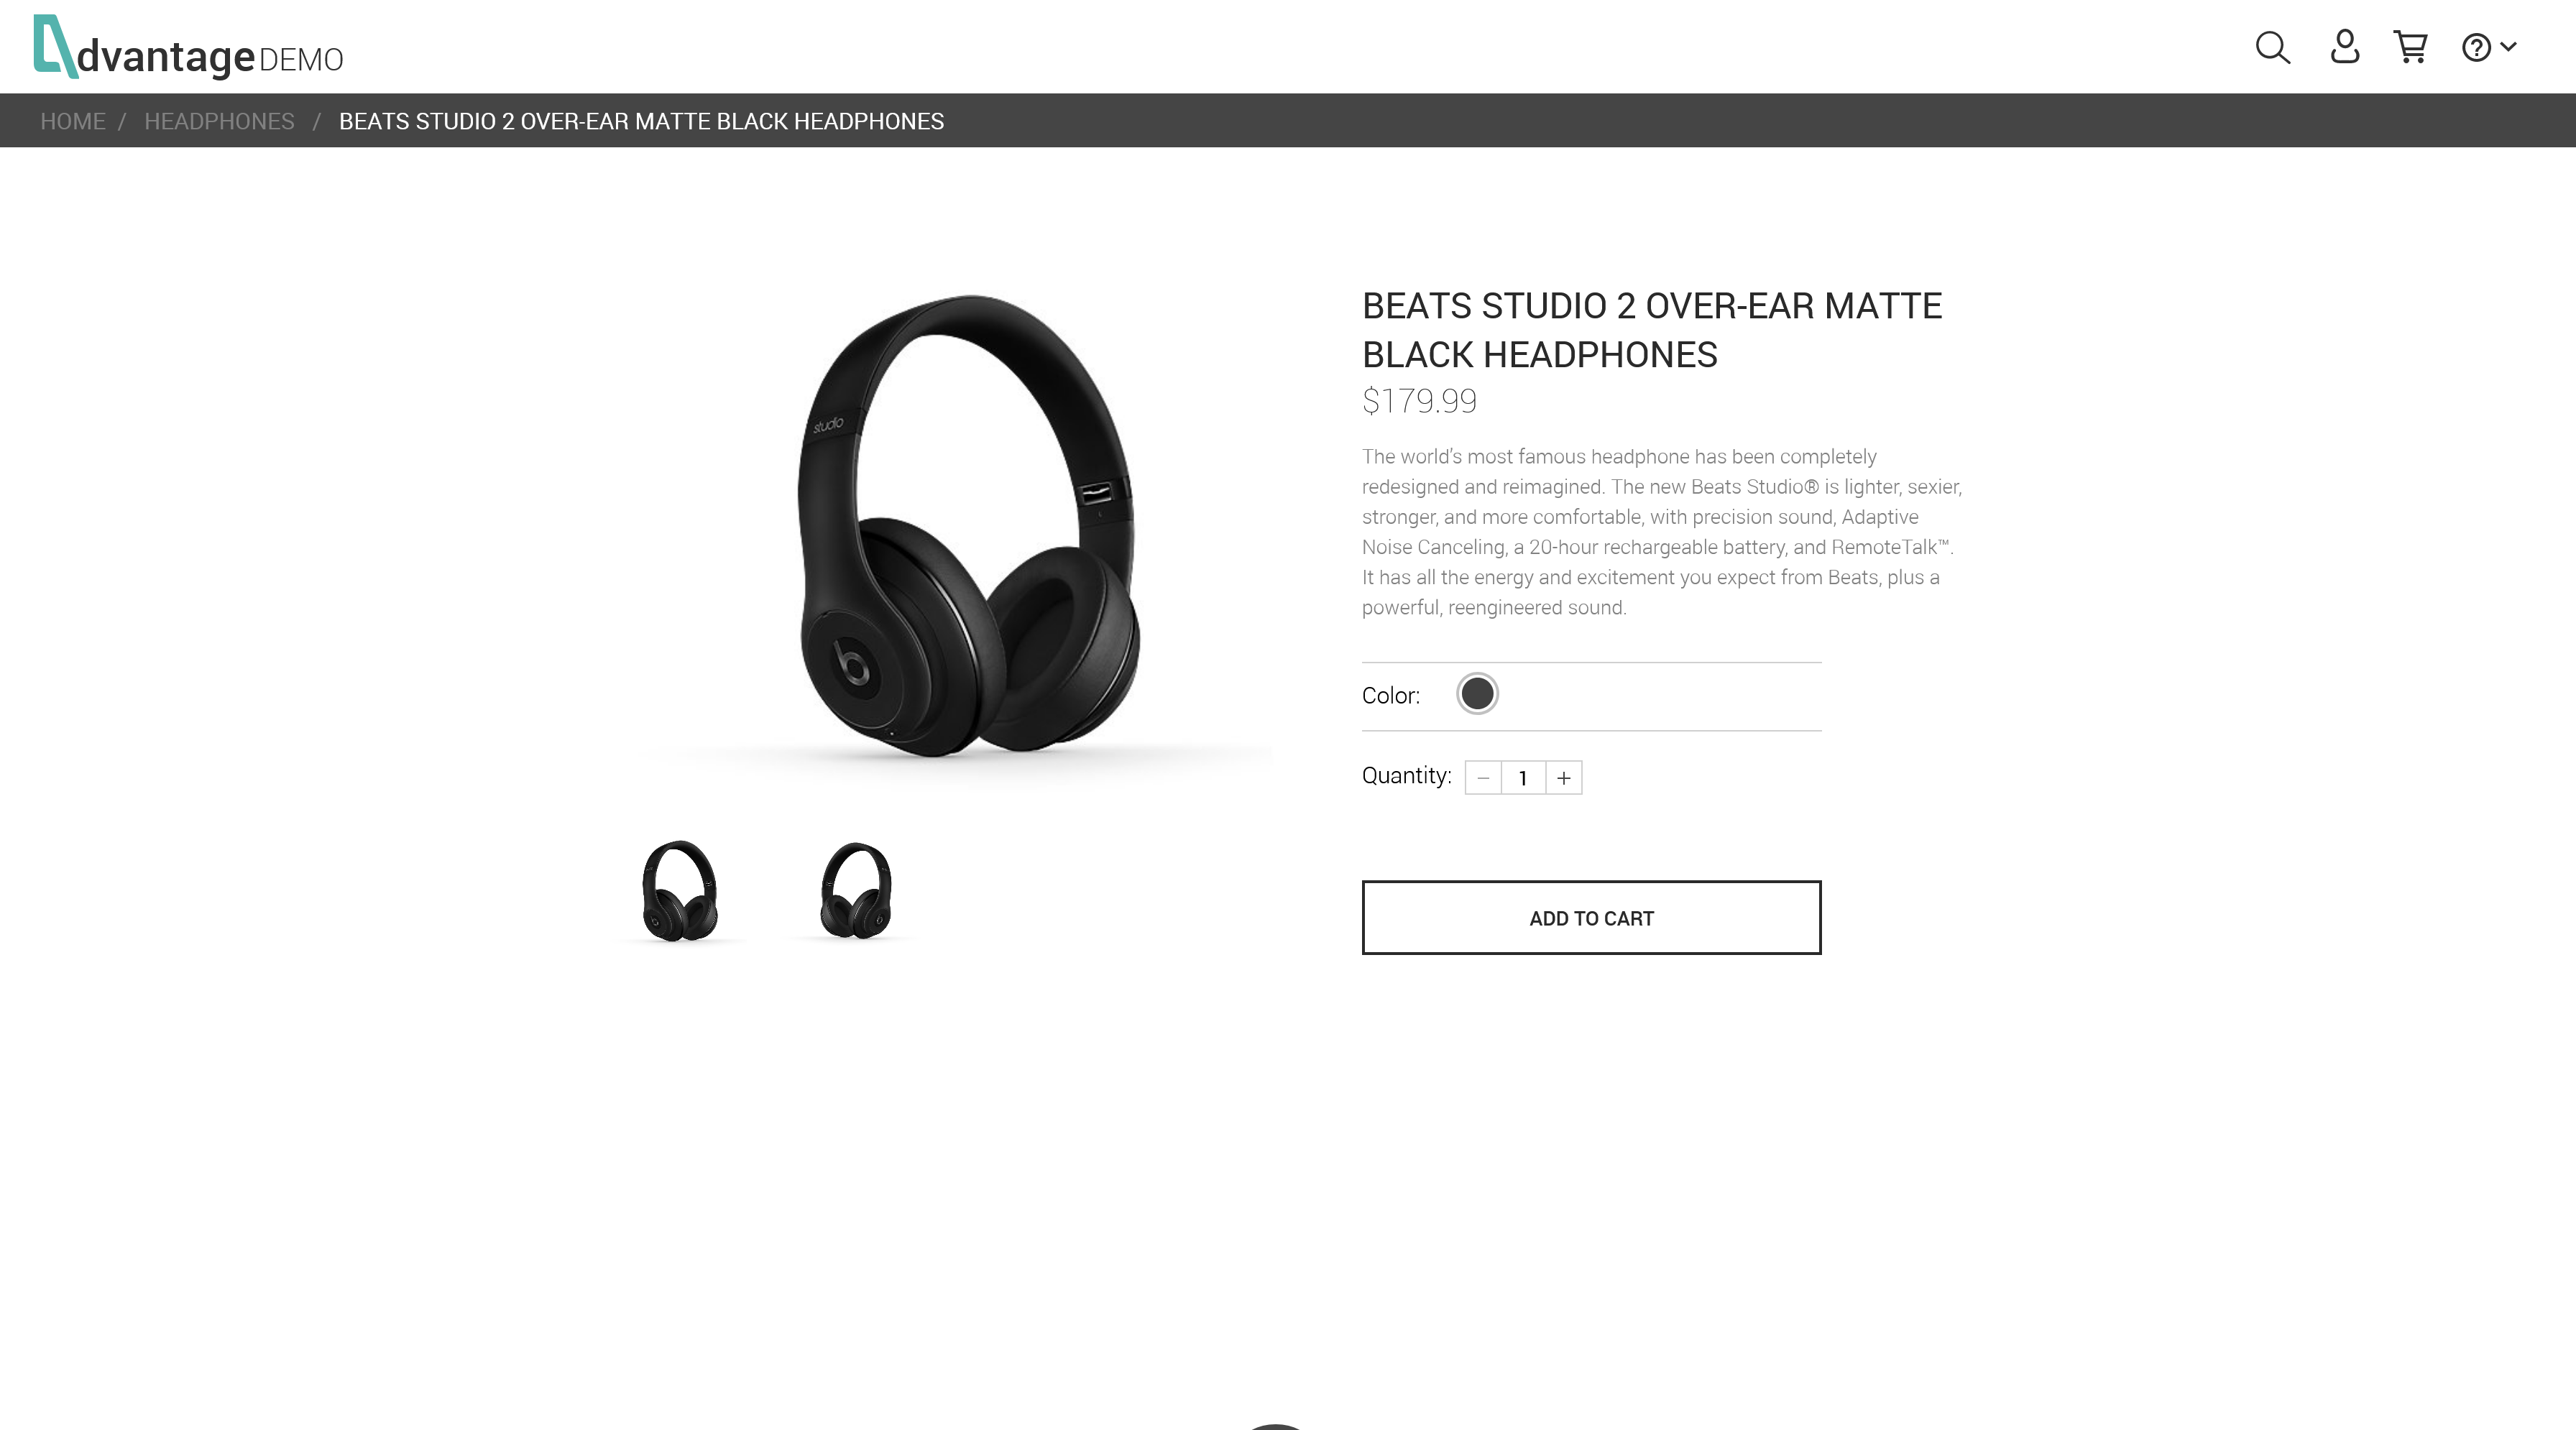 dvantage DEMO
HOME / HEADPHONES / BEATS STUDIO 2 OVER-EAR MATTE BLACK HEADPHONES
studio
b
BEATS STUDIO 2 OVER-EAR MATTE
BLACK HEADPHONES
$179.99
The world’s most famous headphone has been completely
redesigned and reimagined. The new Beats Studio® is lighter, sexier,
stronger, and more comfortable, with precision sound, Adaptive
Noise Canceling, a 20-hour rechargeable battery, and RemoteTalk™.
It has all the energy and excitement you expect from Beats, plus a
powerful, reengineered sound.
Color:
Quantity: − 1 +
ADD TO CART